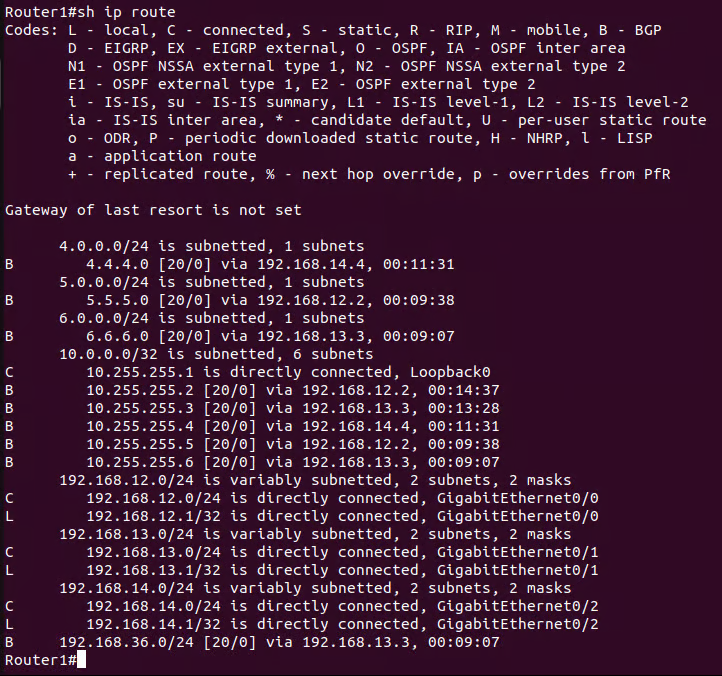 Router1#sh ip route
Codes: L - local, C - connected, S - static, R - RIP, M - mobile, B - BGP
       D - EIGRP, EX - EIGRP external, O - OSPF, IA - OSPF inter area
       N1 - OSPF NSSA external type 1, N2 - OSPF NSSA external type 2
       E1 - OSPF external type 1, E2 - OSPF external type 2
       i - IS-IS, su - IS-IS summary, L1 - IS-IS level-1, L2 - IS-IS level-2
       ia - IS-IS inter area, * - candidate default, U - per-user static route
       o - ODR, P - periodic downloaded static route, H - NHRP, l - LISP
       a - application route
       + - replicated route, % - next hop override, p - overrides from PfR

Gateway of last resort is not set

      4.0.0.0/24 is subnetted, 1 subnets
B        4.4.4.0 [20/0] via 192.168.14.4, 00:11:31
      5.0.0.0/24 is subnetted, 1 subnets
B        5.5.5.0 [20/0] via 192.168.12.2, 00:09:38
      6.0.0.0/24 is subnetted, 1 subnets
B        6.6.6.0 [20/0] via 192.168.13.3, 00:09:07
      10.0.0.0/32 is subnetted, 6 subnets
C        10.255.255.1 is directly connected, Loopback0
B        10.255.255.2 [20/0] via 192.168.12.2, 00:14:37
B        10.255.255.3 [20/0] via 192.168.13.3, 00:13:28
B        10.255.255.4 [20/0] via 192.168.14.4, 00:11:31
B        10.255.255.5 [20/0] via 192.168.12.2, 00:09:38
B        10.255.255.6 [20/0] via 192.168.13.3, 00:09:07
      192.168.12.0/24 is variably subnetted, 2 subnets, 2 masks
C        192.168.12.0/24 is directly connected, GigabitEthernet0/0
L        192.168.12.1/32 is directly connected, GigabitEthernet0/0
      192.168.13.0/24 is variably subnetted, 2 subnets, 2 masks
C        192.168.13.0/24 is directly connected, GigabitEthernet0/1
L        192.168.13.1/32 is directly connected, GigabitEthernet0/1
      192.168.14.0/24 is variably subnetted, 2 subnets, 2 masks
C        192.168.14.0/24 is directly connected, GigabitEthernet0/2
L        192.168.14.1/32 is directly connected, GigabitEthernet0/2
B     192.168.36.0/24 [20/0] via 192.168.13.3, 00:09:07
Router1#